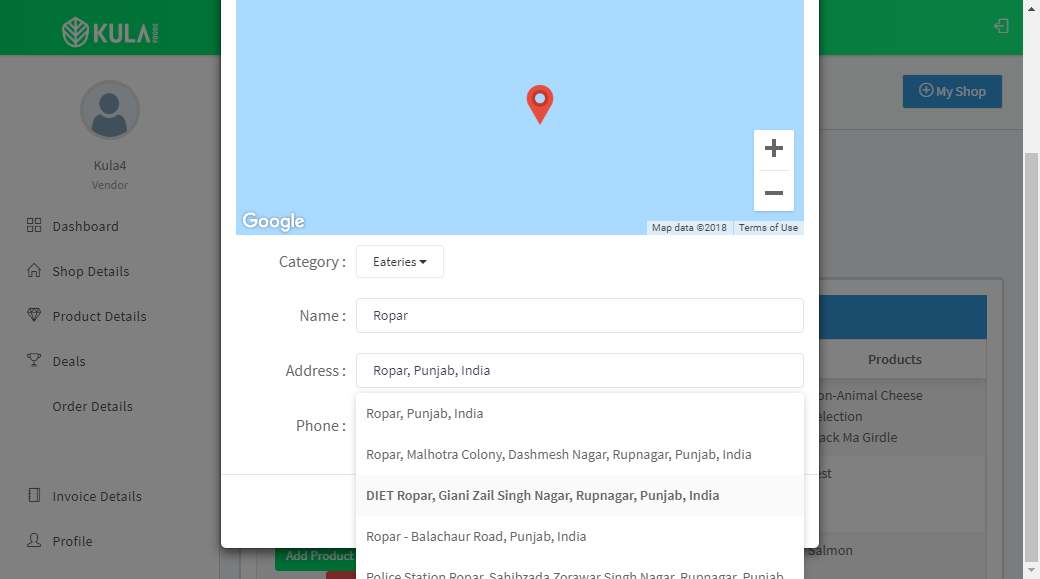 KULA FOODS
My Shop
Kula4
Vendor
Dashboard
Shop Details
Product Details
Deals
Order Details
Invoice Details
Profile
Google
Map data ©2018
Terms of Use
Category :
Eateries
Name :
Ropar
Address :
Ropar, Punjab, India
Phone :
Ropar, Punjab, India
Ropar, Malhotra Colony, Dashmesh Nagar, Rupnagar, Punjab, India
DIET Ropar, Giani Zail Singh Nagar, Rupnagar, Punjab, India
Ropar - Balachaur Road, Punjab, India
Police Station Ropar, Sahibzada Zorawar Singh Nagar, Rupnagar, Punjab
Products
on-Animal Cheese
election
ack Ma Girdle
est
Salmon
Add Product